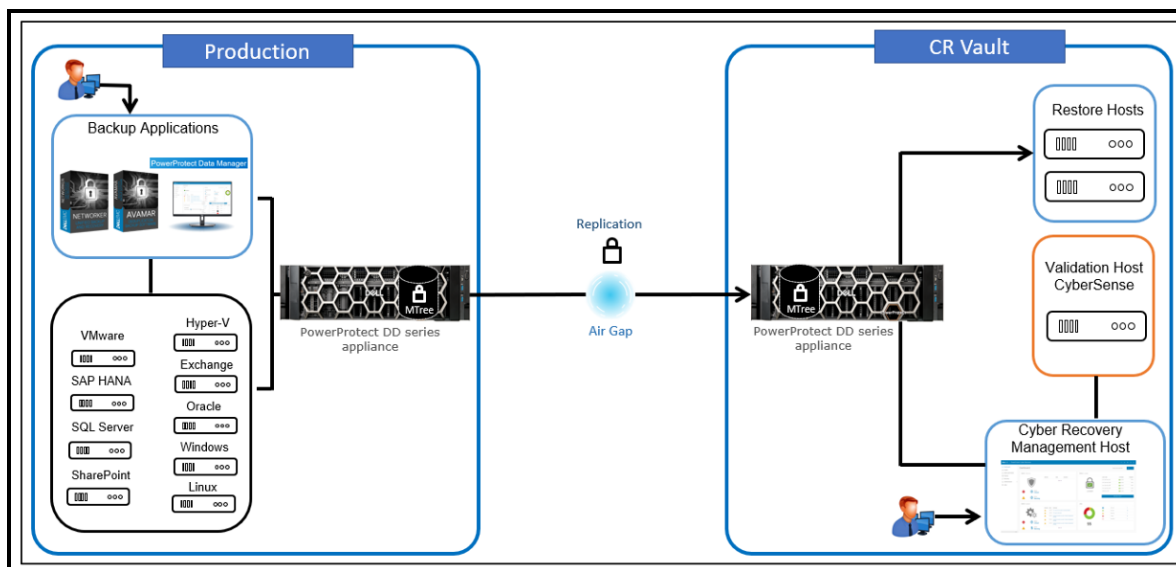 Production
CR Vault
Backup Applications
PowerProtect Data Manager
NETWORKER
AVAMAR
VMware
SAP HANA
SQL Server
SharePoint
Hyper-V
Exchange
Oracle
Windows
Linux
MTree
PowerProtect DD series
appliance
Replication
Air Gap
MTree
PowerProtect DD series
appliance
Restore Hosts
Validation Host
CyberSense
Cyber Recovery
Management Host